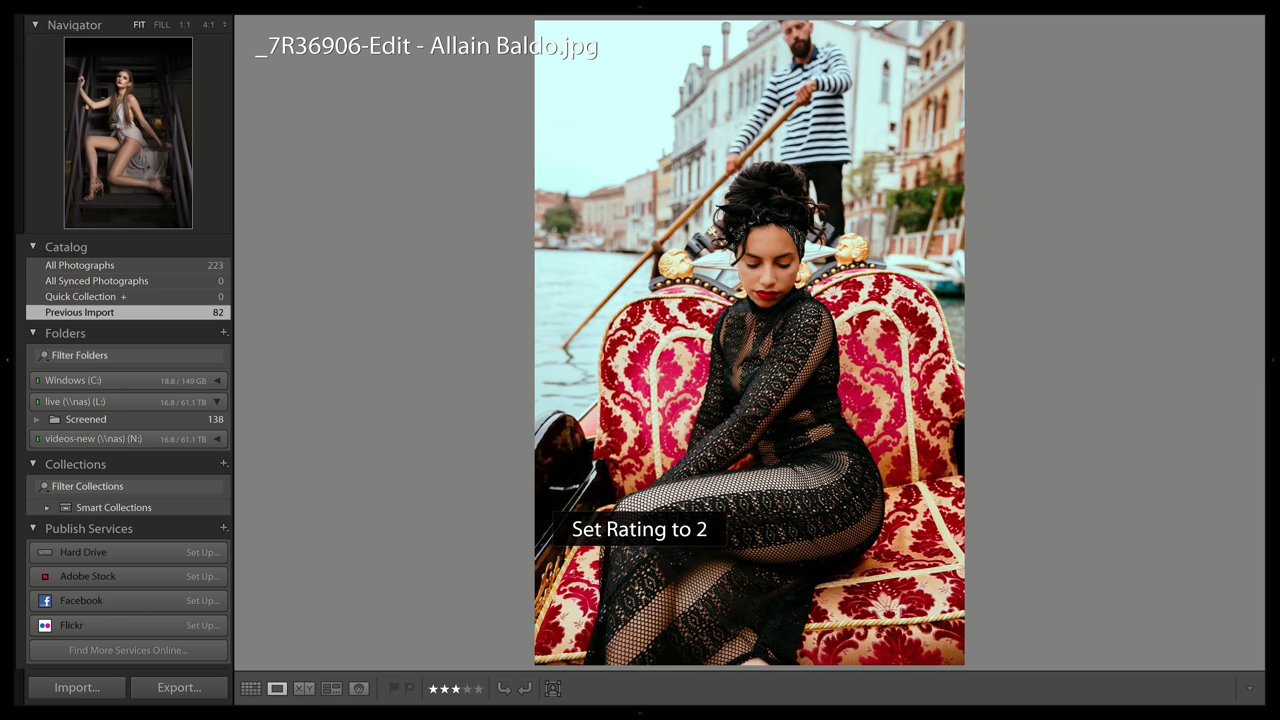 Navigator FIT FILL 1:1 4:1
_7R36906-Edit - Allain Baldo.jpg
Catalog
All Photographs 223
All Synced Photographs 0
Quick Collection + 0
Previous Import 82
Folders +
Filter Folders
Windows (C:) 18.8 / 149 GB
live (\\nas) (L:) 16.8 / 61.1 TB
Screened 138
videos-new (\\nas) (N:) 16.8 / 61.1 TB
Collections +
Filter Collections
Smart Collections
Publish Services +
Set Rating to 2
Hard Drive Set Up...
Adobe Stock Set Up...
Facebook Set Up...
Flickr Set Up...
Find More Services Online...
Import... Export...
XY